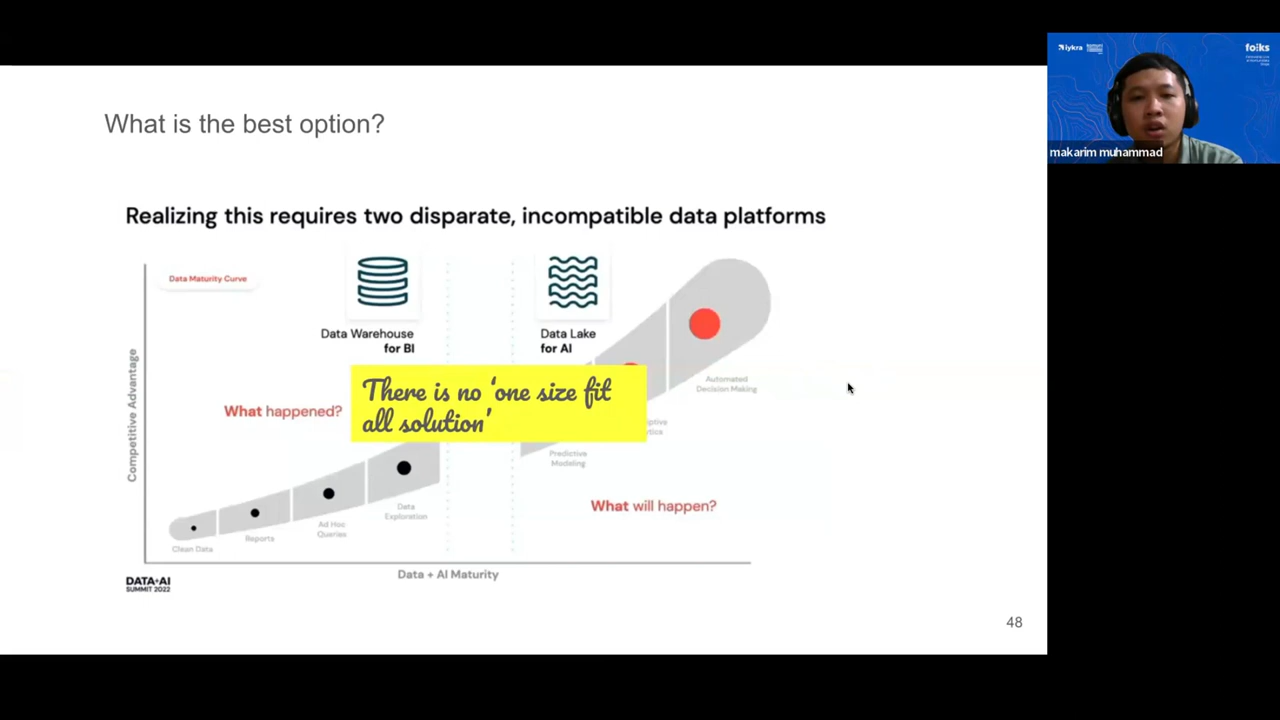 What is the best option?
Realizing this requires two disparate, incompatible data platforms
Data Maturity Curve
Data Warehouse
for BI
Data Lake
for AI
Competitive Advantage
What happened?
There is no 'one size fit
all solution'
Automated
Decision Making
Predictive
Modeling
Data
Exploration
Ad Hoc
Queries
Reports
Clean Data
What will happen?
Data + AI Maturity
DATA+AI
SUMMIT 2022
48
iykra
fo:ks
makarim muhammad